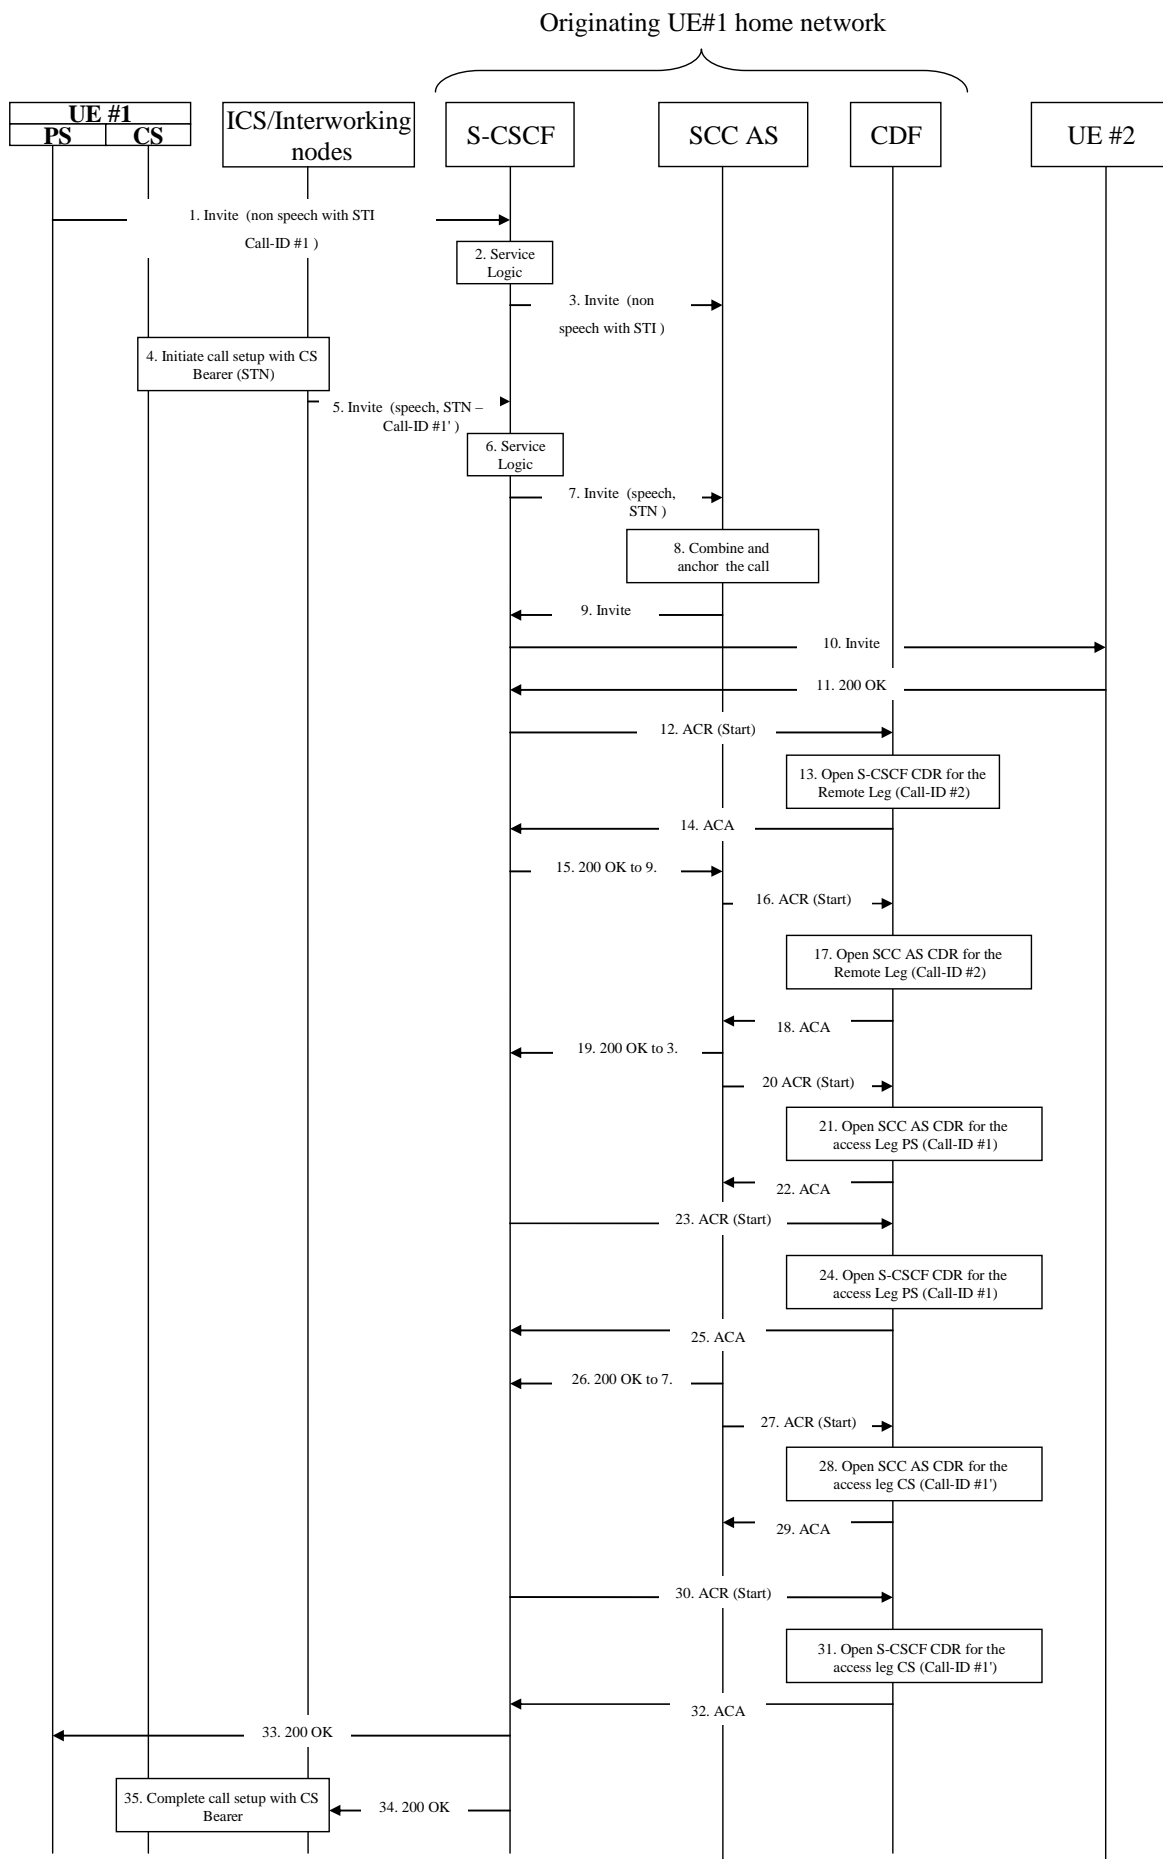 Originating UE#1 home network
UE #1
PS
CS
ICS/Interworking
nodes
S-CSCF
SCC AS
CDF
UE #2
1. Invite  (non speech with STI
Call-ID #1 )
2. Service
Logic
3. Invite  (non
speech with STI )
4. Initiate call setup with CS
Bearer (STN)
5. Invite  (speech, STN –
Call-ID #1' )
6. Service
Logic
7. Invite  (speech,
STN )
8. Combine and
anchor  the call
9. Invite
10. Invite
11. 200 OK
12. ACR (Start)
13. Open S-CSCF CDR for the
Remote Leg (Call-ID #2)
14. ACA
15. 200 OK to 9.
16. ACR (Start)
17. Open SCC AS CDR for the
Remote Leg (Call-ID #2)
18. ACA
19. 200 OK to 3.
20 ACR (Start)
21. Open SCC AS CDR for the
access Leg PS (Call-ID #1)
22. ACA
23. ACR (Start)
24. Open S-CSCF CDR for the
access Leg PS (Call-ID #1)
25. ACA
26. 200 OK to 7.
27. ACR (Start)
28. Open SCC AS CDR for the
access leg CS (Call-ID #1')
29. ACA
30. ACR (Start)
31. Open S-CSCF CDR for the
access leg CS (Call-ID #1')
32. ACA
33. 200 OK
35. Complete call setup with CS
Bearer
34. 200 OK